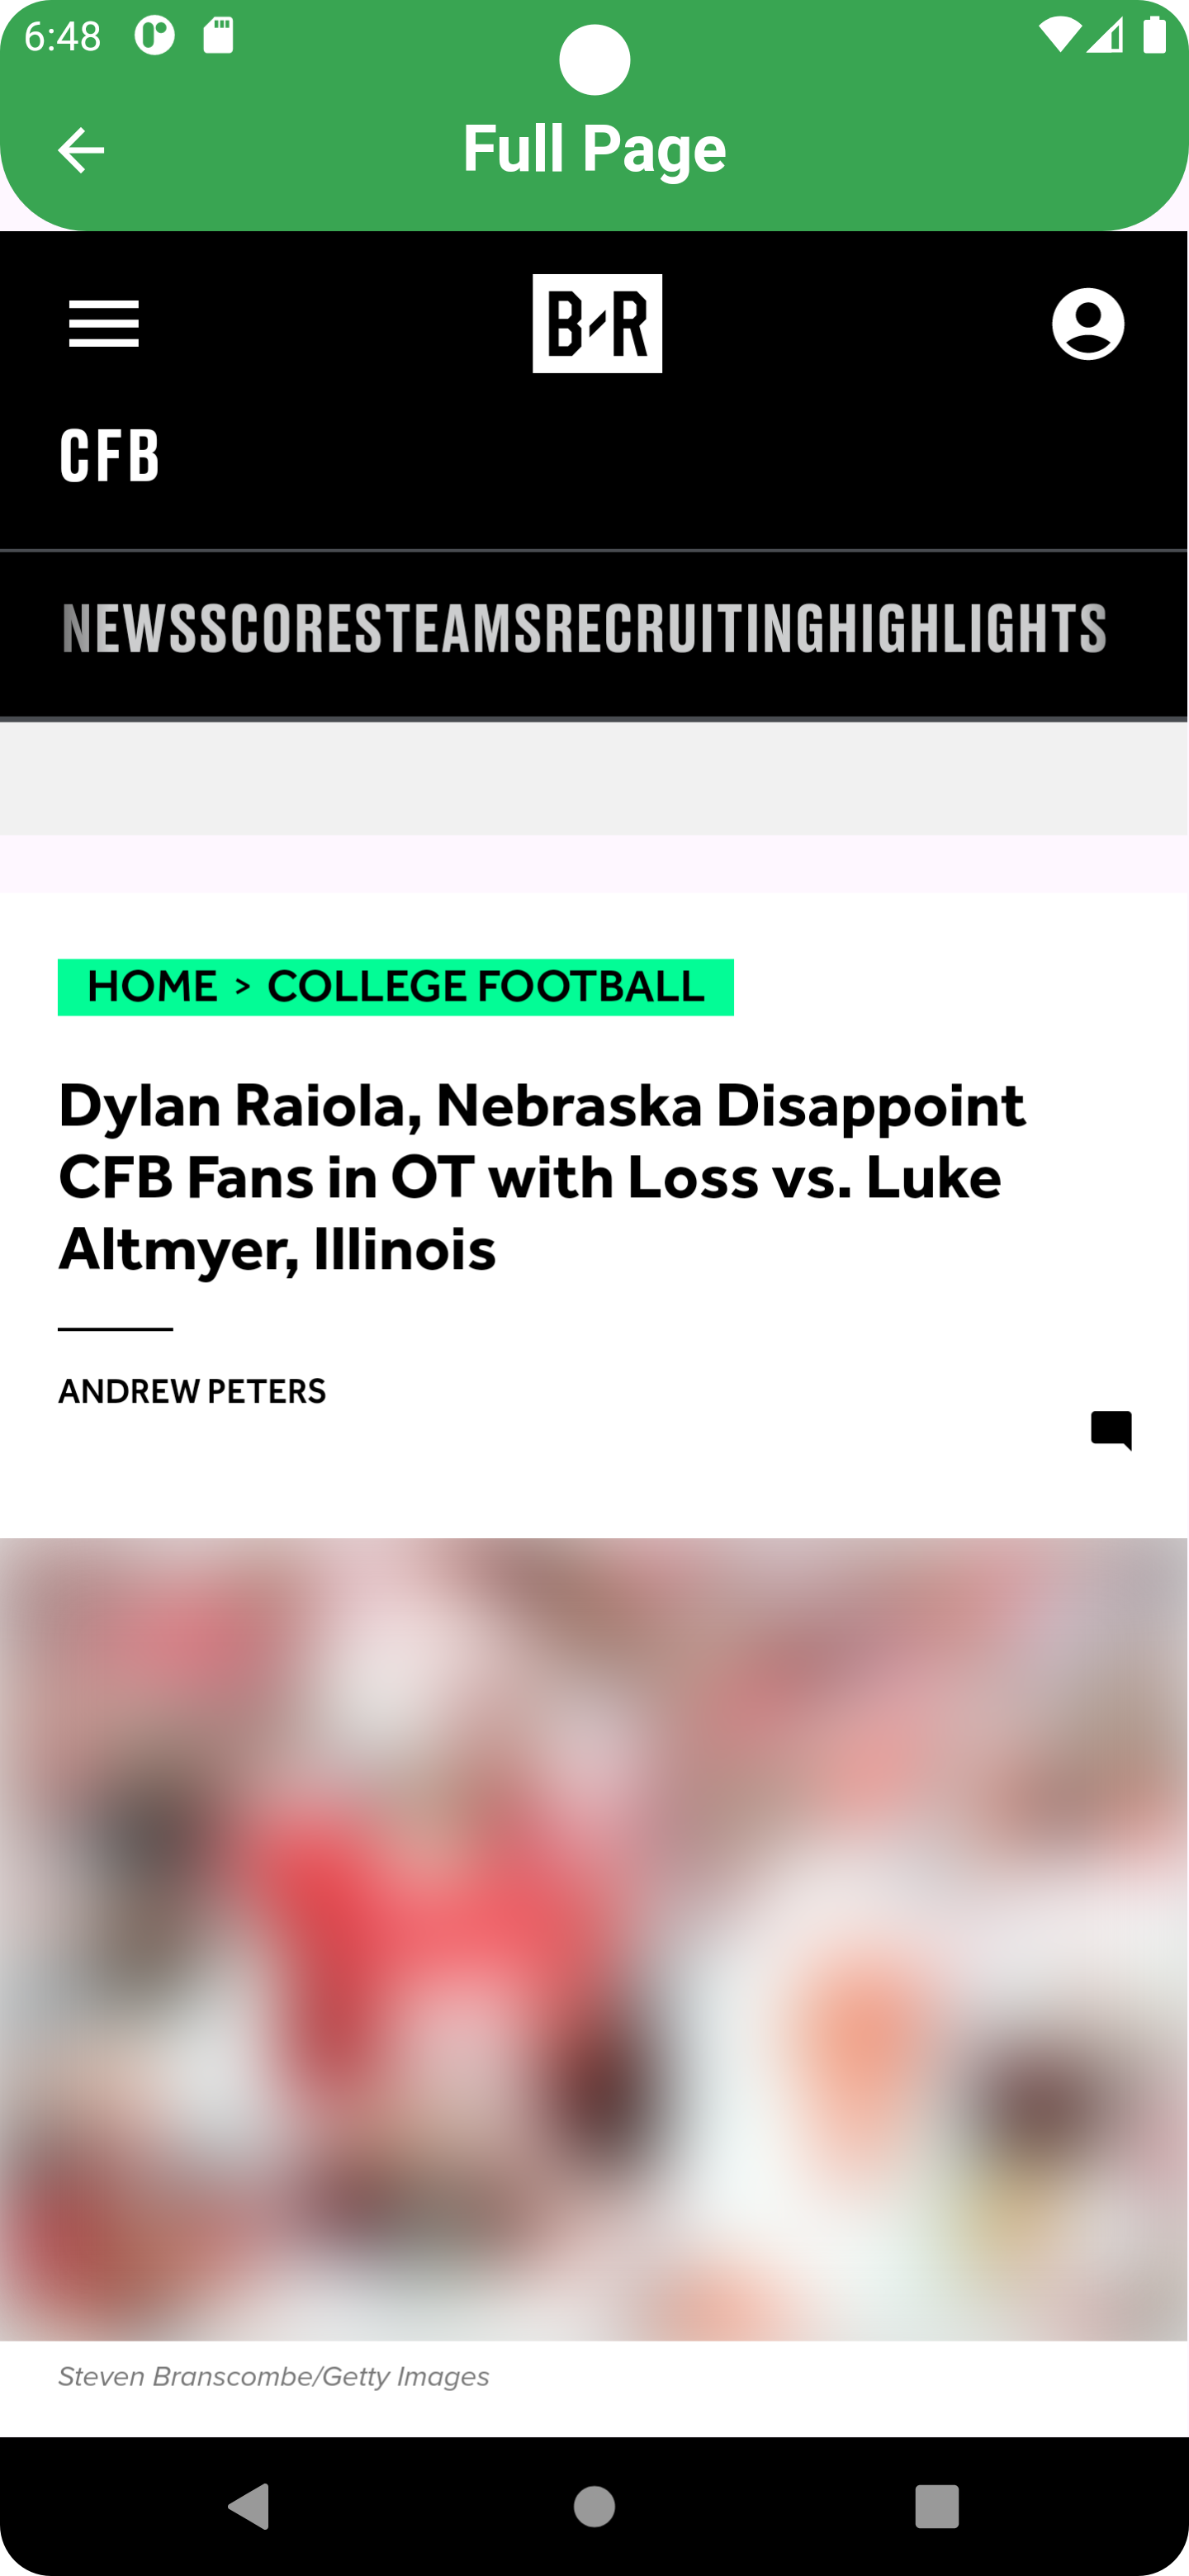 6:48
Full Page
B/R
CFB
NEWSSCORESTEAMSRECRUITINGHIGHLIGHTS
HOME > COLLEGE FOOTBALL
Dylan Raiola, Nebraska Disappoint
CFB Fans in OT with Loss vs. Luke
Altmyer, Illinois
ANDREW PETERS
Steven Branscombe/Getty Images